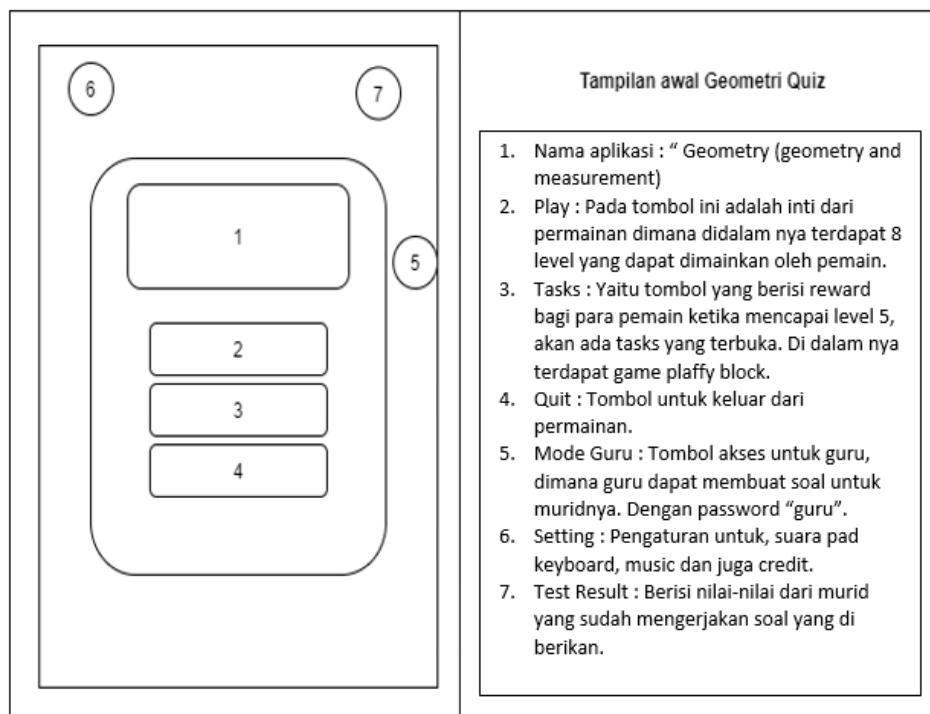 6
7
1
5
2
3
4
Tampilan awal Geometri Quiz
1. Nama aplikasi : “ Geometry (geometry and
measurement)
2. Play : Pada tombol ini adalah inti dari
permainan dimana didalam nya terdapat 8
level yang dapat dimainkan oleh pemain.
3. Tasks : Yaitu tombol yang berisi reward
bagi para pemain ketika mencapai level 5,
akan ada tasks yang terbuka. Di dalam nya
terdapat game plaffy block.
4. Quit : Tombol untuk keluar dari
permainan.
5. Mode Guru : Tombol akses untuk guru,
dimana guru dapat membuat soal untuk
muridnya. Dengan password “guru”.
6. Setting : Pengaturan untuk, suara pad
keyboard, music dan juga credit.
7. Test Result : Berisi nilai-nilai dari murid
yang sudah mengerjakan soal yang di
berikan.